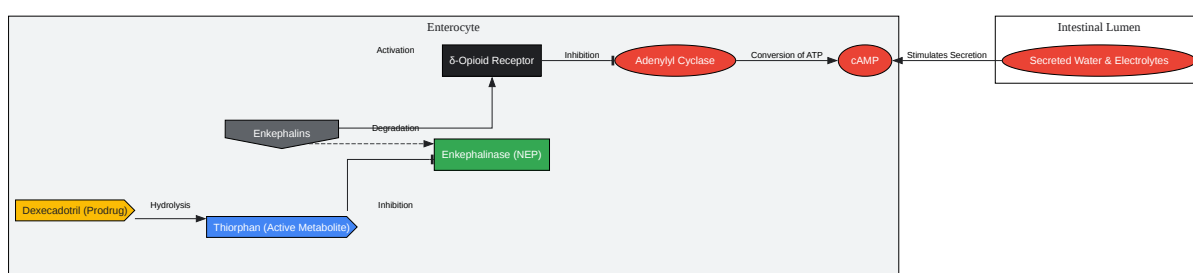 Enterocyte
Intestinal Lumen
Activation
δ-Opioid Receptor
Inhibition
Adenylyl Cyclase
Conversion of ATP
cAMP
Stimulates Secretion
Secreted Water & Electrolytes
Enkephalins
Degradation
Enkephalinase (NEP)
Dexecadotril (Prodrug)
Hydrolysis
Thiorphan (Active Metabolite)
Inhibition